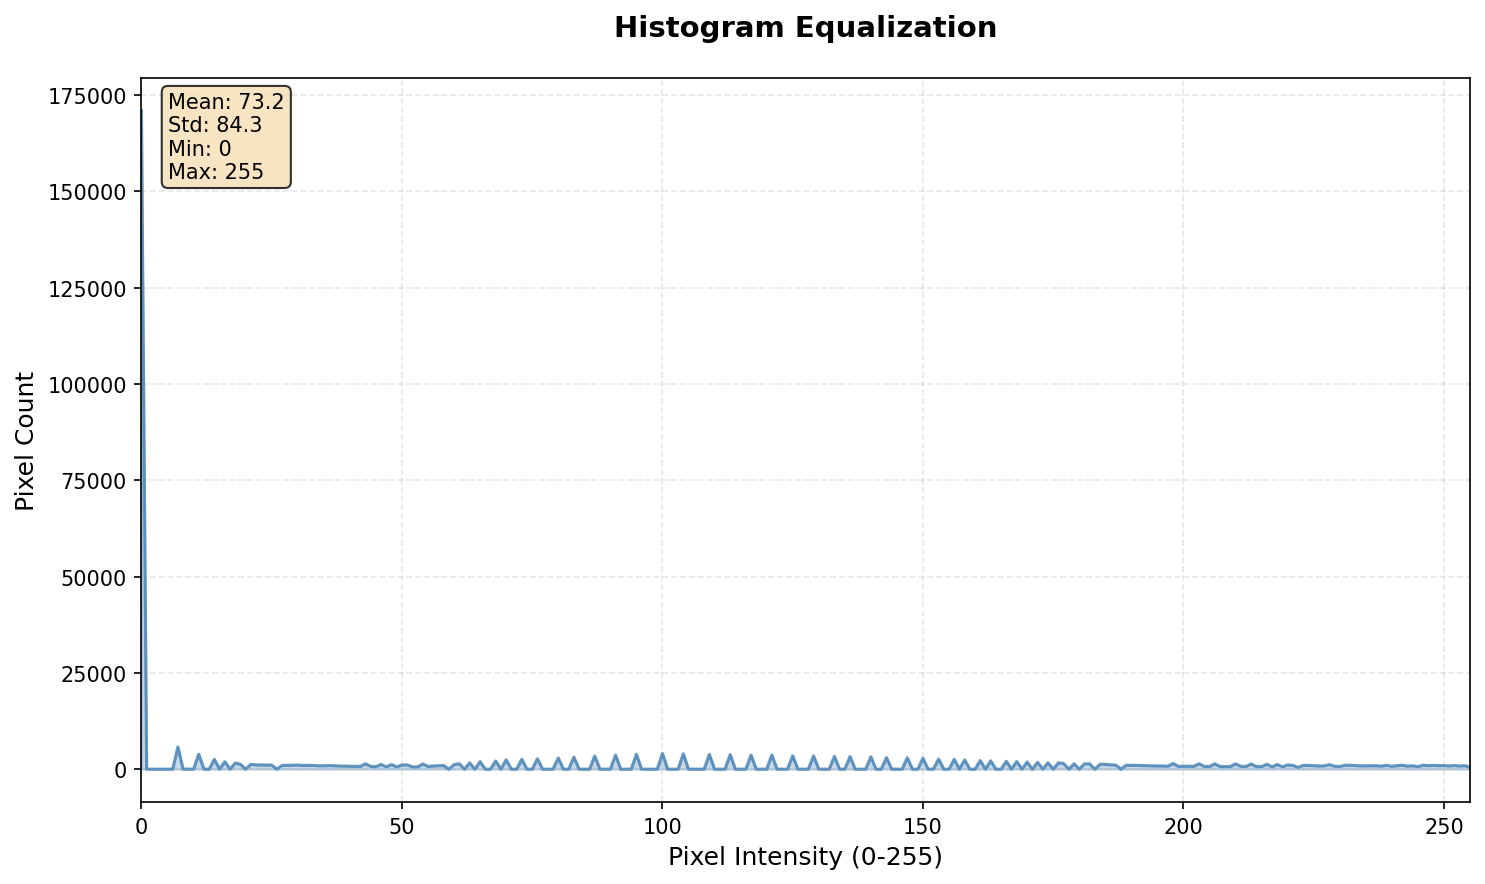 Histogram Equalization
175000
150000
125000
100000
75000
50000
25000
0
Pixel Count
Mean: 73.2
Std: 84.3
Min: 0
Max: 255
0
50
100
150
200
250
Pixel Intensity (0-255)